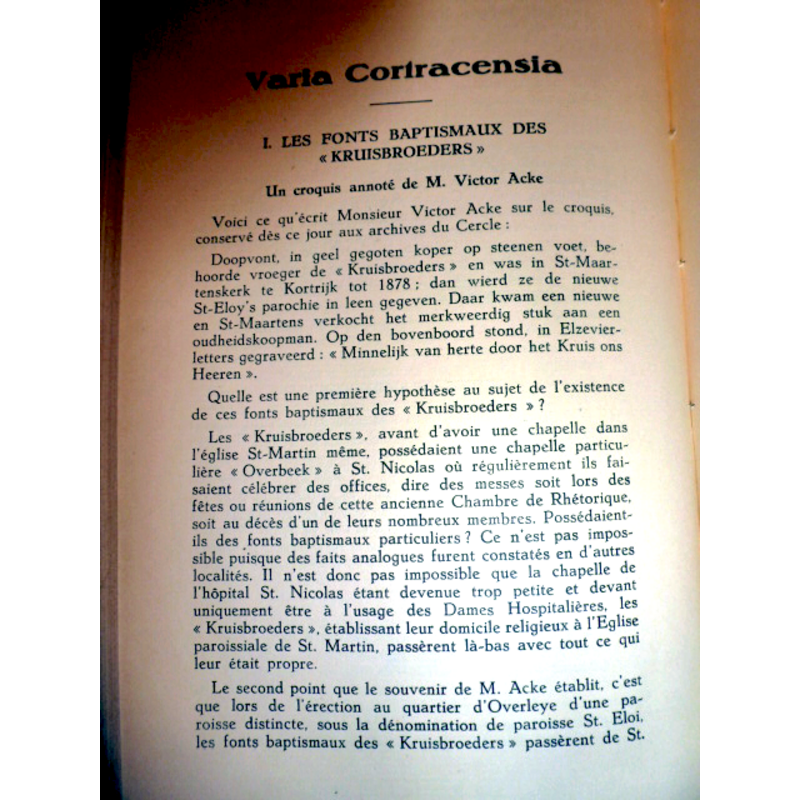 Varia Cortracensia
I. LES FONTS BAPTISMAUX DES
« KRUISBROEDERS »
Un croquis annoté de M. Victor Acke
Voici ce qu'écrit Monsieur Victor Acke sur le croquis,
conservé dès ce jour aux archives du Cercle :
Doopvont, in geel gegoten koper op steenen voet, be-
hoorde vroeger de « Kruisbroeders » en was in St-Maar-
tenskerk te Kortrijk tot 1878 ; dan wierd ze de nieuwe
St-Eloy's parochie in leen gegeven. Daar kwam een nieuwe
en St-Maartens verkocht het merkweerdig stuk aan een
oudheidskoopman. Op den bovenboord stond, in Elzevier-
letters gegraveerd : « Minnelijk van herte door het Kruis ons
Heeren ».
Quelle est une première hypothèse au sujet de l'existence
de ces fonts baptismaux des « Kruisbroeders » ?
Les « Kruisbroeders », avant d'avoir une chapelle dans
l'église St-Martin même, possédaient une chapelle particu-
lière « Overbeek » à St. Nicolas où régulièrement ils fai-
saient célébrer des offices, dire des messes soit lors des
fêtes ou réunions de cette ancienne Chambre de Rhétorique,
soit au décès d'un de leurs nombreux membres. Possédaient-
ils des fonts baptismaux particuliers ? Ce n'est pas impos-
sible puisque des faits analogues furent constatés en d'autres
localités. Il n'est donc pas impossible que la chapelle de
l'hôpital St. Nicolas étant devenue trop petite et devant
uniquement être à l'usage des Dames Hospitalières, les
« Kruisbroeders », établissant leur domicile religieux à l'Eglise
paroissiale de St. Martin, passèrent là-bas avec tout ce qui
leur était propre.
Le second point que le souvenir de M. Acke établit, c'est
que lors de l'érection au quartier d'Overleye d'une pa-
roisse distincte, sous la dénomination de paroisse St. Eloi,
les fonts baptismaux des « Kruisbroeders » passèrent de St.